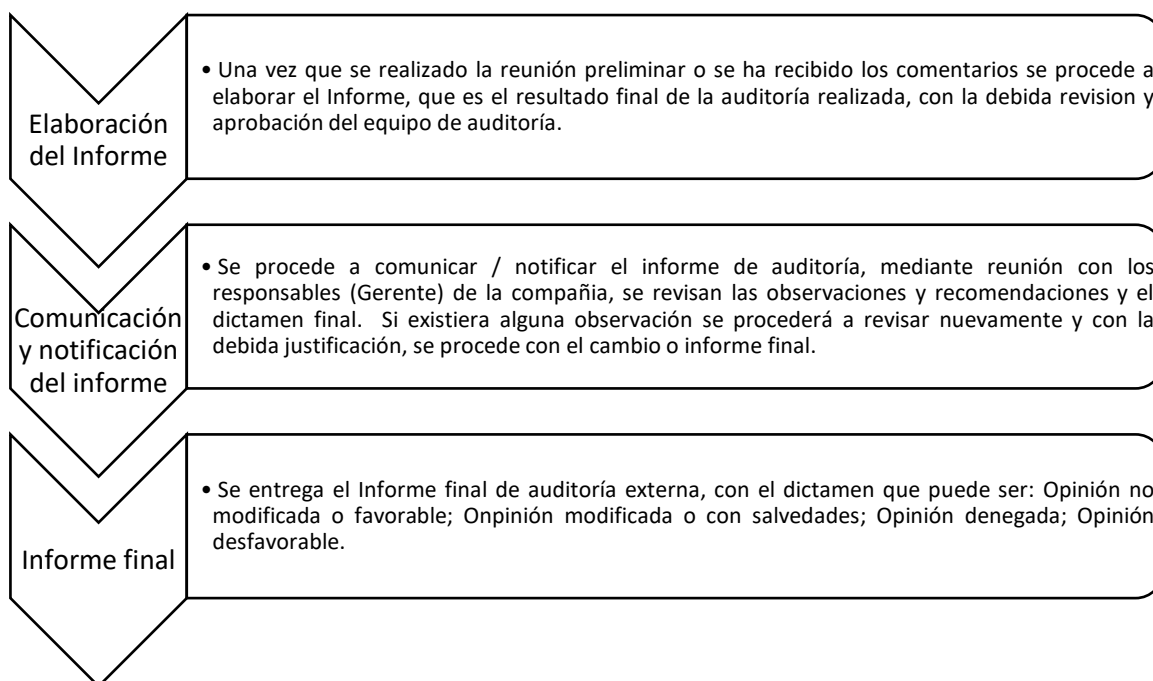 Elaboración
del Informe
• Una vez que se realizado la reunión preliminar o se ha recibido los comentarios se procede a
elaborar el Informe, que es el resultado final de la auditoría realizada, con la debida revision y
aprobación del equipo de auditoría.
Comunicación
y notificación
del informe
• Se procede a comunicar / notificar el informe de auditoría, mediante reunión con los
responsables (Gerente) de la compañia, se revisan las observaciones y recomendaciones y el
dictamen final. Si existiera alguna observación se procederá a revisar nuevamente y con la
debida justificación, se procede con el cambio o informe final.
Informe final
• Se entrega el Informe final de auditoría externa, con el dictamen que puede ser: Opinión no
modificada o favorable; Onpinión modificada o con salvedades; Opinión denegada; Opinión
desfavorable.